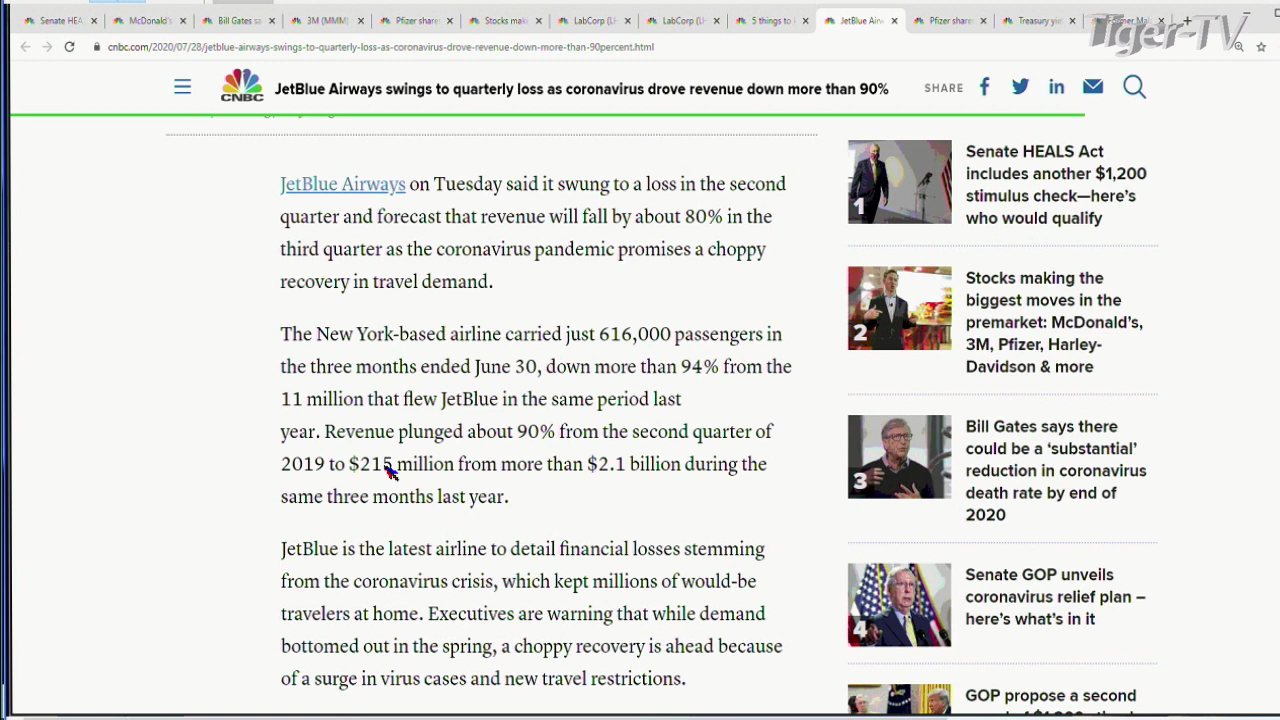 Senate HEA
McDonald's
Bill Gates sa
3M (MMM)
Pfizer share
Stocks maki
LabCorp (LH
LabCorp (LH
5 things to
JetBlue Airw
Pfizer share
Treasury yie
Tiger-TV
cnbc.com/2020/07/28/jetblue-airways-swings-to-quarterly-loss-as-coronavirus-drove-revenue-down-more-than-90percent.html
CNBC
JetBlue Airways swings to quarterly loss as coronavirus drove revenue down more than 90%
SHARE
JetBlue Airways on Tuesday said it swung to a loss in the second
quarter and forecast that revenue will fall by about 80% in the
third quarter as the coronavirus pandemic promises a choppy
recovery in travel demand.
The New York-based airline carried just 616,000 passengers in
the three months ended June 30, down more than 94% from the
11 million that flew JetBlue in the same period last
year. Revenue plunged about 90% from the second quarter of
2019 to $215 million from more than $2.1 billion during the
same three months last year.
JetBlue is the latest airline to detail financial losses stemming
from the coronavirus crisis, which kept millions of would-be
travelers at home. Executives are warning that while demand
bottomed out in the spring, a choppy recovery is ahead because
of a surge in virus cases and new travel restrictions.
1
Senate HEALS Act
includes another $1,200
stimulus check—here's
who would qualify
2
Stocks making the
biggest moves in the
premarket: McDonald's,
3M, Pfizer, Harley-
Davidson & more
3
Bill Gates says there
could be a 'substantial'
reduction in coronavirus
death rate by end of
2020
4
Senate GOP unveils
coronavirus relief plan –
here's what's in it
GOP propose a second